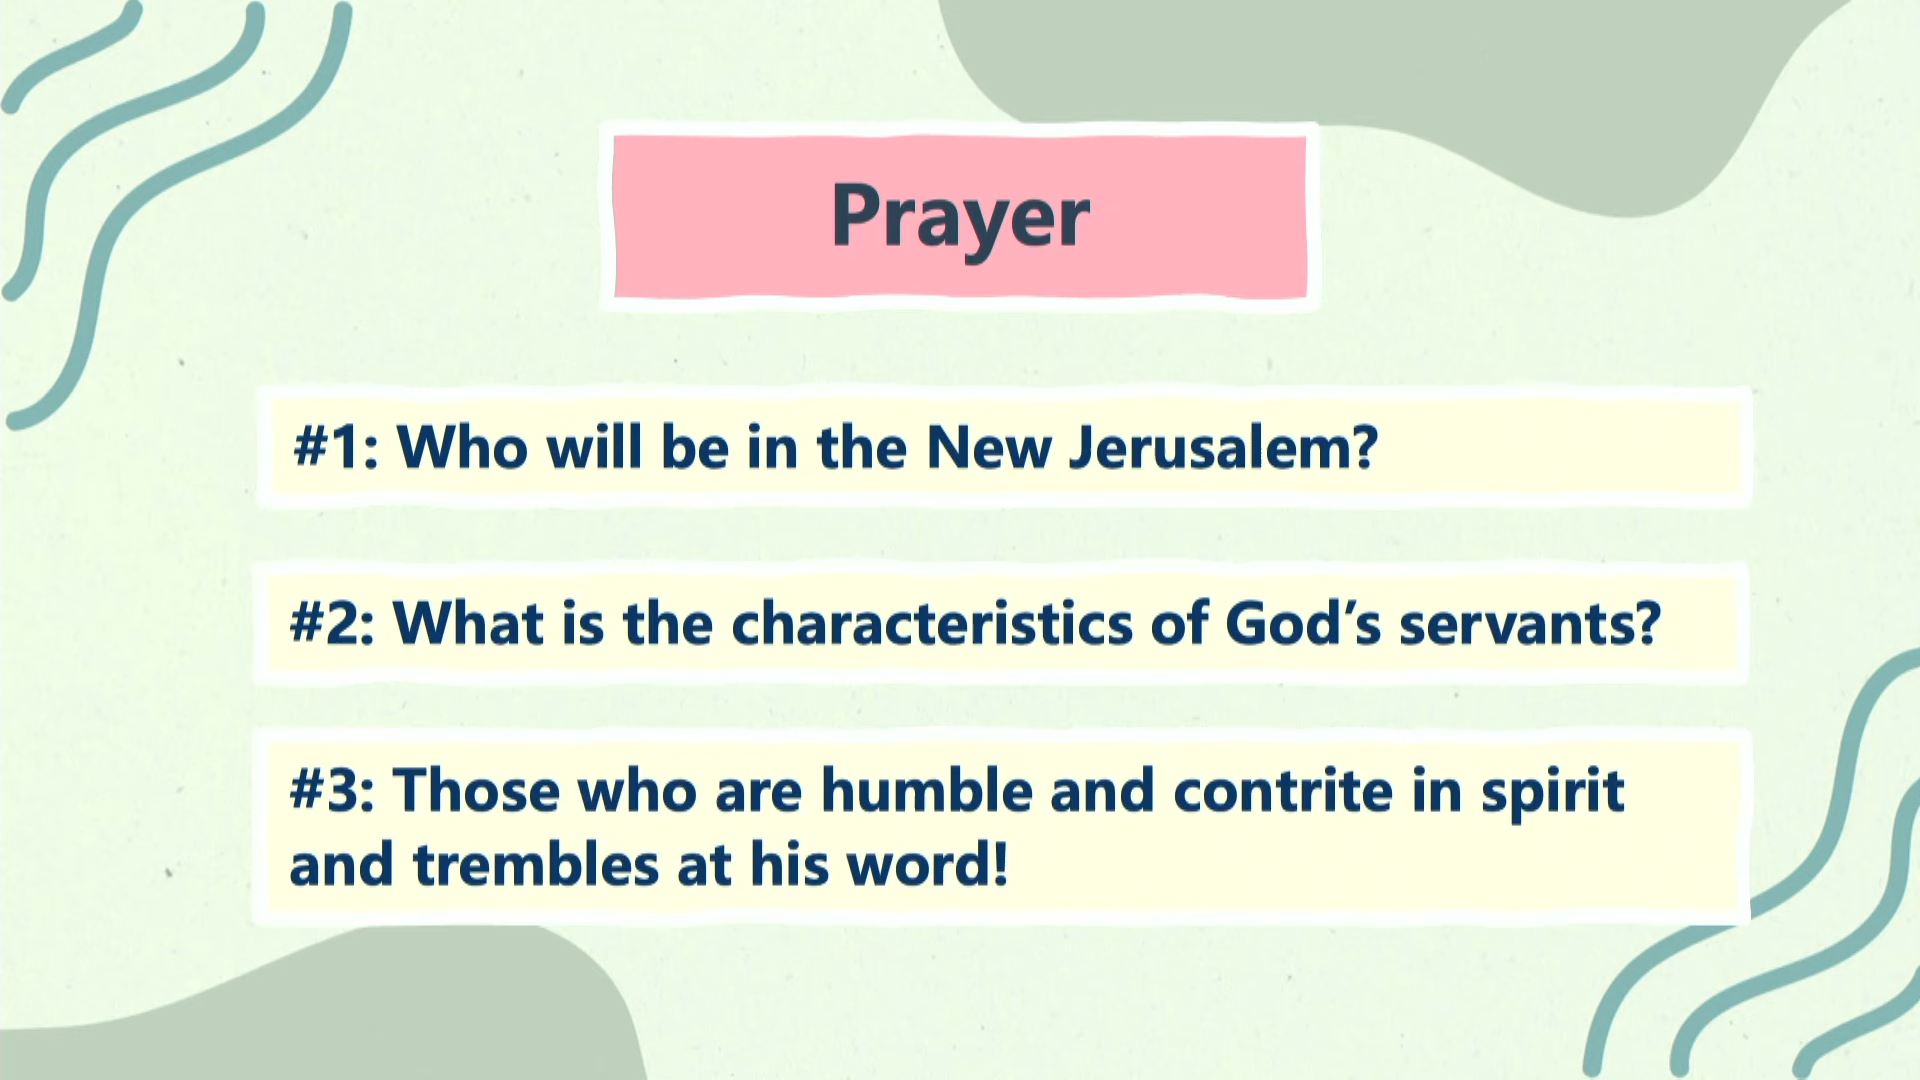 Prayer
#1: Who will be in the New Jerusalem?
#2: What is the characteristics of God’s servants?
#3: Those who are humble and contrite in spirit
and trembles at his word!